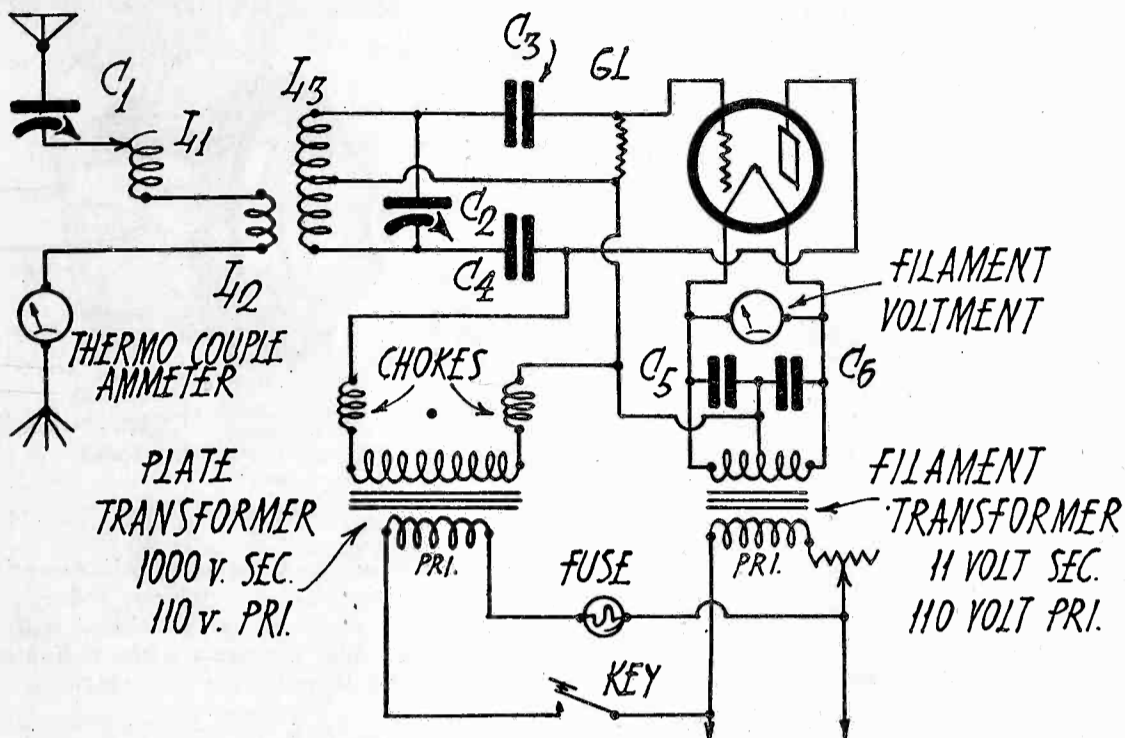 C1
L1
L2
L3
C3
GL
C2
C4
THERMO COUPLE
AMMETER
CHOKES
FILAMENT
VOLTMENT
C5
C6
PLATE
TRANSFORMER
1000 V. SEC.
110 V. PRI.
PRI.
FUSE
PRI.
FILAMENT
TRANSFORMER
11 VOLT SEC.
110 VOLT PRI.
KEY